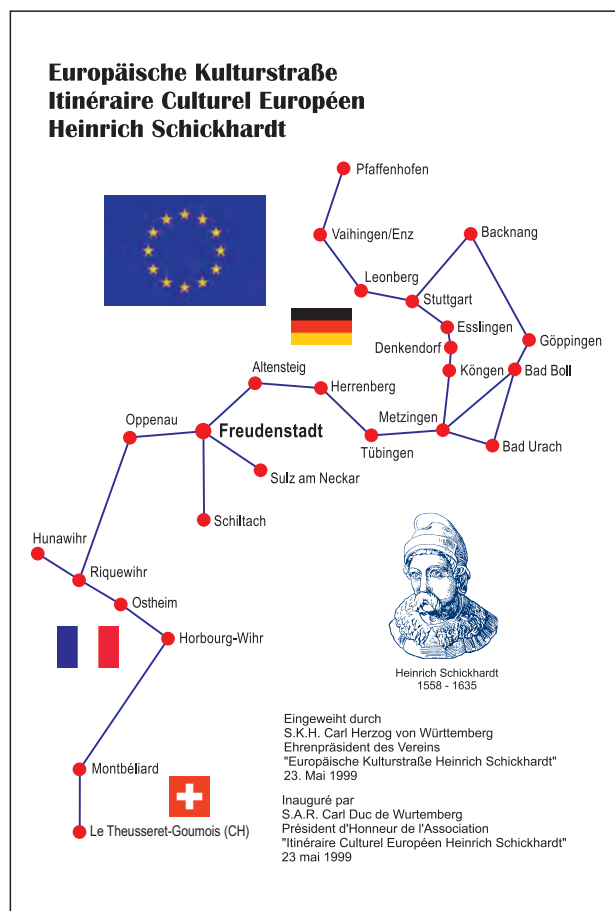 Europäische Kulturstraße
Itinéraire Culturel Européen
Heinrich Schickhardt
Pfaffenhofen
Vaihingen/Enz
Backnang
Leonberg
Stuttgart
Esslingen
Denkendorf
Göppingen
Köngen
Bad Boll
Altensteig
Herrenberg
Metzingen
Oppenau
Freudenstadt
Tübingen
Bad Urach
Sulz am Neckar
Schiltach
Hunawihr
Riquewihr
Ostheim
Horbourg-Wihr
Heinrich Schickhardt
1558 - 1635
Eingeweiht durch
S.K.H. Carl Herzog von Württemberg
Ehrenpräsident des Vereins
"Europäische Kulturstraße Heinrich Schickhardt"
23. Mai 1999
Montbéliard
Le Theusseret-Goumois (CH)
Inauguré par
S.A.R. Carl Duc de Wurtemberg
Président d'Honneur de l'Association
"Itinéraire Culturel Européen Heinrich Schickhardt"
23 mai 1999